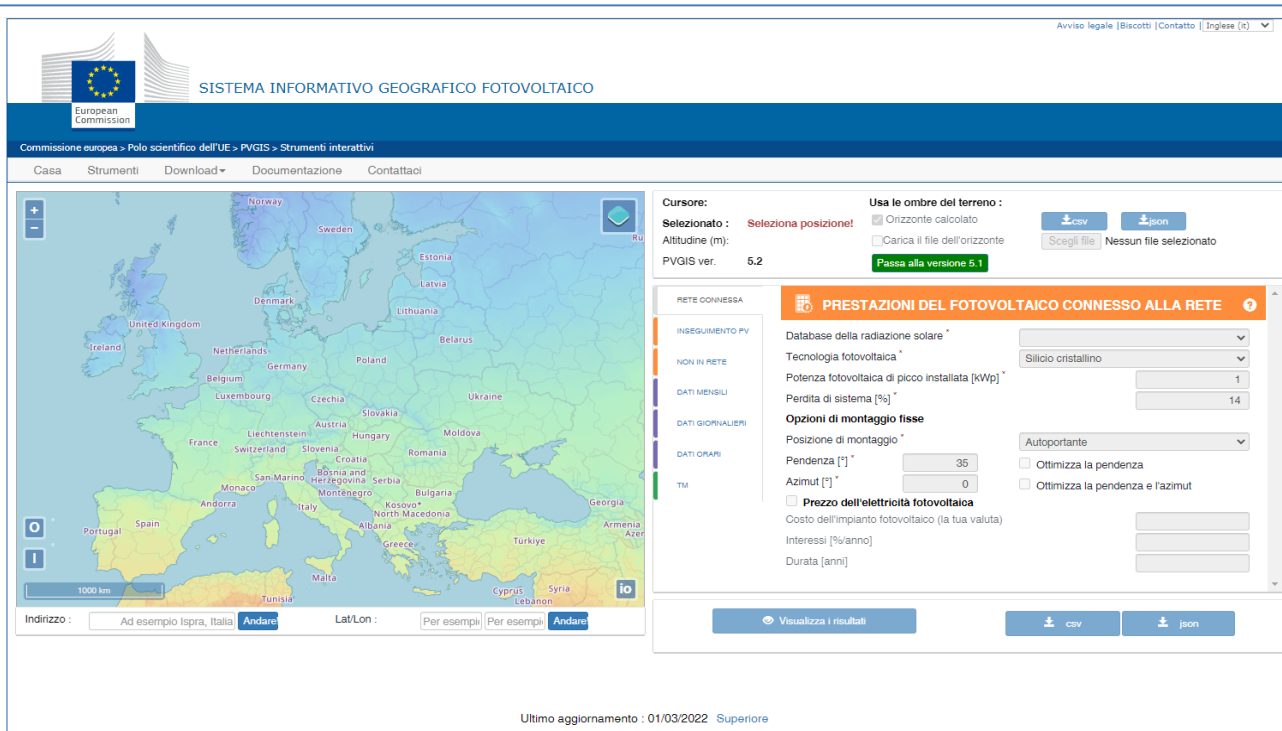 Avviso legale |Biscotti |Contatto | Inglese (it)
European
Commission
SISTEMA INFORMATIVO GEOGRAFICO FOTOVOLTAICO
Commissione europea > Polo scientifico dell'UE > PVGIS > Strumenti interattivi
Casa Strumenti Download Documentazione Contattaci
+
−
Norway
Sweden
Ru
Estonia
Latvia
Denmark
Lithuania
United Kingdom
Ireland
Belarus
Netherlands
Poland
Germany
Belgium
Luxembourg
Czechia
Ukraine
Slovakia
Austria
Liechtenstein
Hungary
Moldova
France
Switzerland
Slovenia
Romania
Croatia
San Marino
Bosnia and
Herzegovina
Serbia
Monaco
Montenegro
Bulgaria
Andorra
Italy
Kosovo*
Georgia
North Macedonia
Portugal
Spain
Albania
Armenia
Azer
Greece
Türkiye
Malta
Cyprus
Syria
Tunisia
Lebanon
O
I
1000 km
io
Indirizzo : Ad esempio Ispra, Italia Andare! Lat/Lon : Per esempi Per esempi Andare!
Cursore:
Selezionato : Seleziona posizione!
Altitudine (m):
PVGIS ver. 5.2
Usa le ombre del terreno :
Orizzonte calcolato
Carica il file dell'orizzonte
Passa alla versione 5.1
csv json
Scegli file Nessun file selezionato
RETE CONNESSA
INSEGUIMENTO PV
NON IN RETE
DATI MENSILI
DATI GIORNALIERI
DATI ORARI
TM
PRESTAZIONI DEL FOTOVOLTAICO CONNESSO ALLA RETE ?
Database della radiazione solare *
Tecnologia fotovoltaica * Silicio cristallino
Potenza fotovoltaica di picco installata [kWp] * 1
Perdita di sistema [%] * 14
Opzioni di montaggio fisse
Posizione di montaggio * Autoportante
Pendenza [°] * 35 Ottimizza la pendenza
Azimut [°] * 0 Ottimizza la pendenza e l'azimut
Prezzo dell'elettricità fotovoltaica
Costo dell'impianto fotovoltaico (la tua valuta)
Interessi [%/anno]
Durata [anni]
Visualizza i risultati csv json
Ultimo aggiornamento : 01/03/2022 Superiore